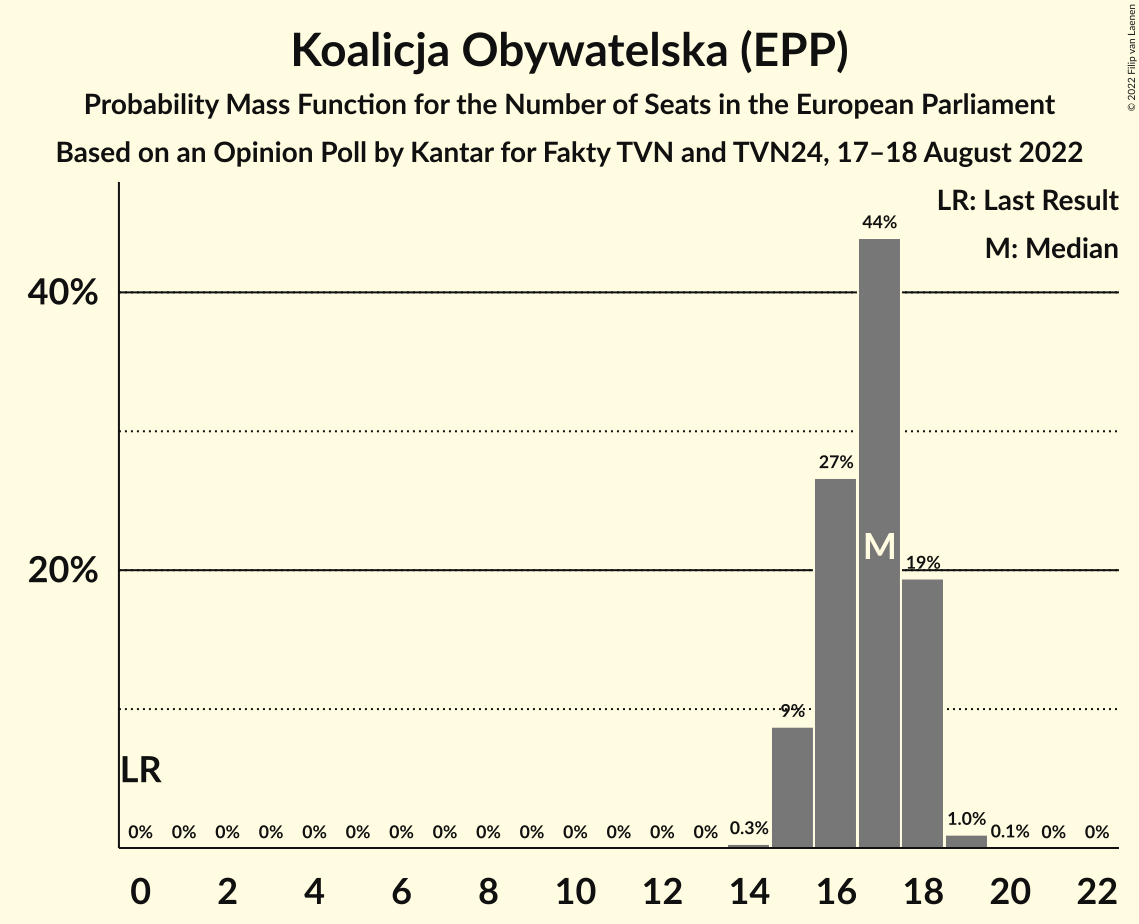 Koalicja Obywatelska (EPP)
Probability Mass Function for the Number of Seats in the European Parliament
Based on an Opinion Poll by Kantar for Fakty TVN and TVN24, 17–18 August 2022
© 2022 Filip van Laenen
LR: Last Result
M: Median
44%
40%
27%
M
20%
19%
9%
LR
0% 0% 0% 0% 0% 0% 0% 0% 0% 0% 0% 0% 0% 0% 0.3% 1.0% 0.1% 0% 0%
0 2 4 6 8 10 12 14 16 18 20 22